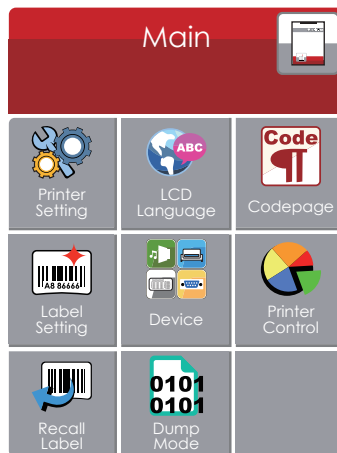 Main
Printer
Setting
ABC
LCD
Language
Code
Codepage
A8 86666
Label
Setting
Device
Printer
Control
Recall
Label
0101
0101
Dump
Mode